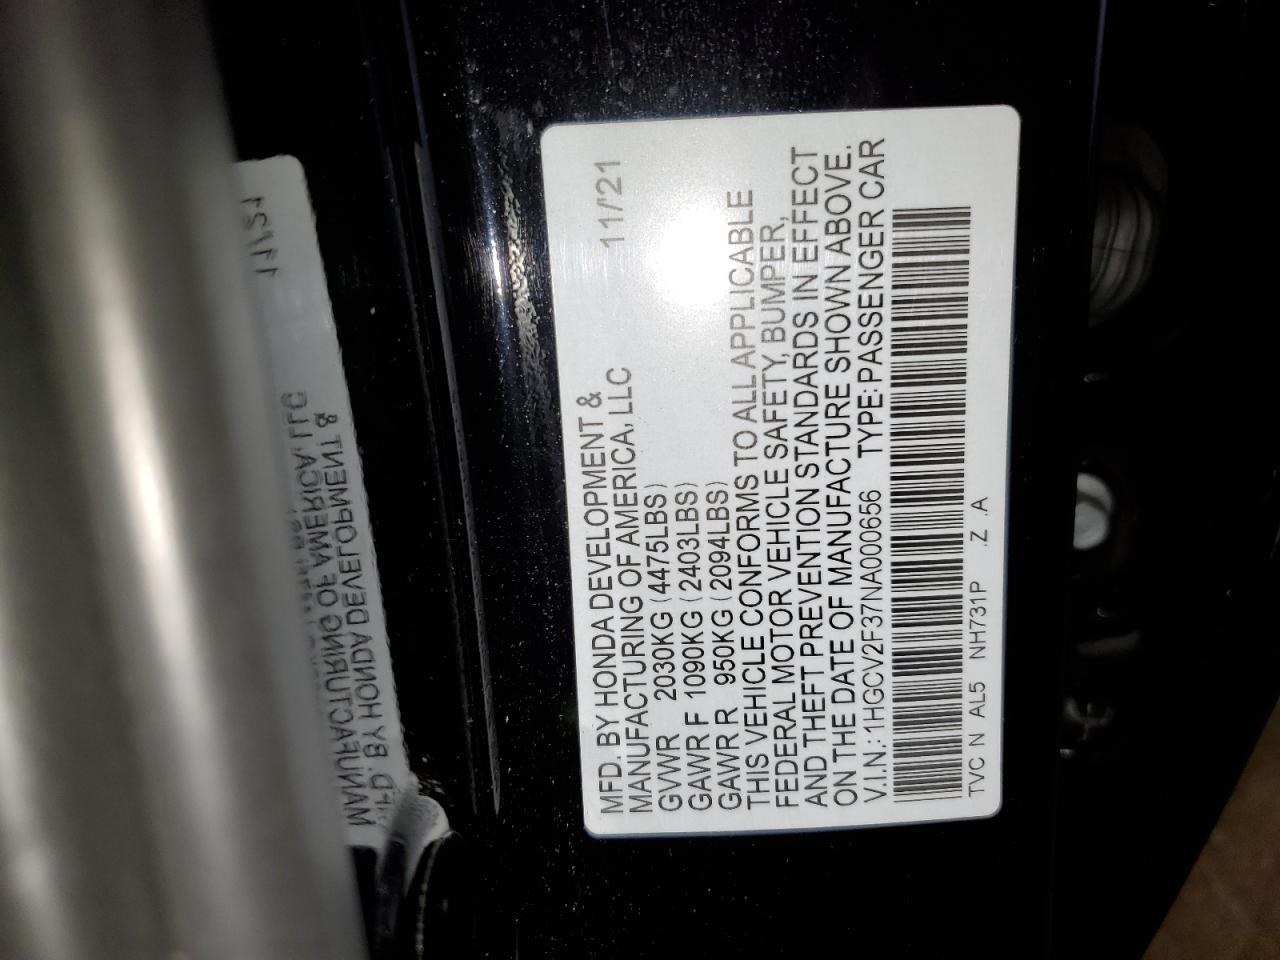 MFD. BY HONDA DEVELOPMENT &
MANUFACTURING OF AMERICA, LLC 11/'21
GVWR 2030KG (4475LBS)
GAWR F 1090KG (2403LBS)
GAWR R 950KG (2094LBS)
THIS VEHICLE CONFORMS TO ALL APPLICABLE
FEDERAL MOTOR VEHICLE SAFETY, BUMPER,
AND THEFT PREVENTION STANDARDS IN EFFECT
ON THE DATE OF MANUFACTURE SHOWN ABOVE.
V.I.N.: 1HGCV2F37NA000656 TYPE: PASSENGER CAR
TVC N AL5 NH731P .Z .A
MFD. BY HONDA DEVELOPMENT &
MANUFACTURING OF AMERICA, LLC
11/'21